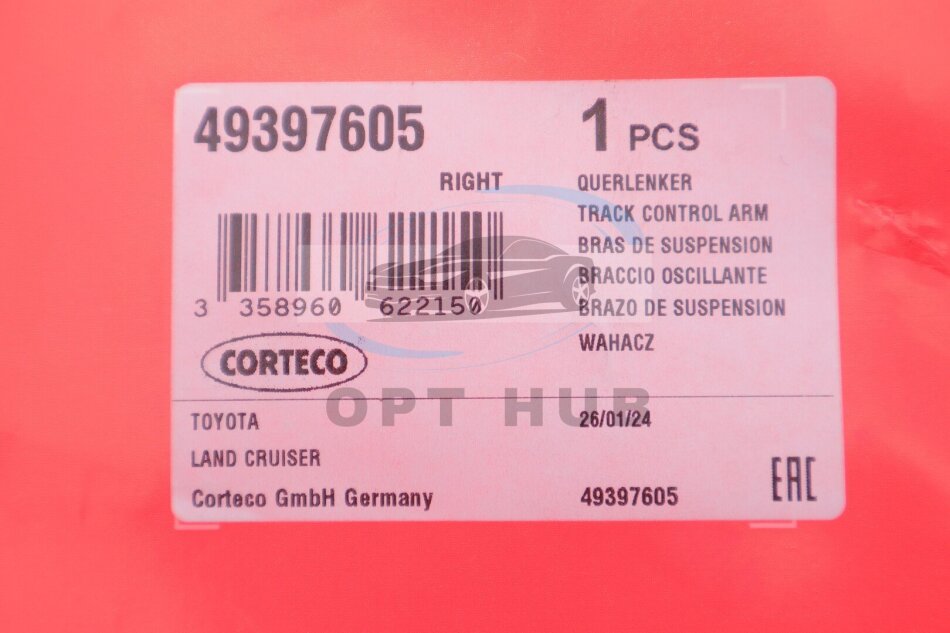 49397605
1 PCS
RIGHT
QUERLENKER
TRACK CONTROL ARM
BRAS DE SUSPENSION
BRACCIO OSCILLANTE
BRAZO DE SUSPENSION
WAHACZ
3 358960 622150
CORTECO
OPT HUB
TOYOTA
26/01/24
LAND CRUISER
Corteco GmbH Germany
49397605
EAC